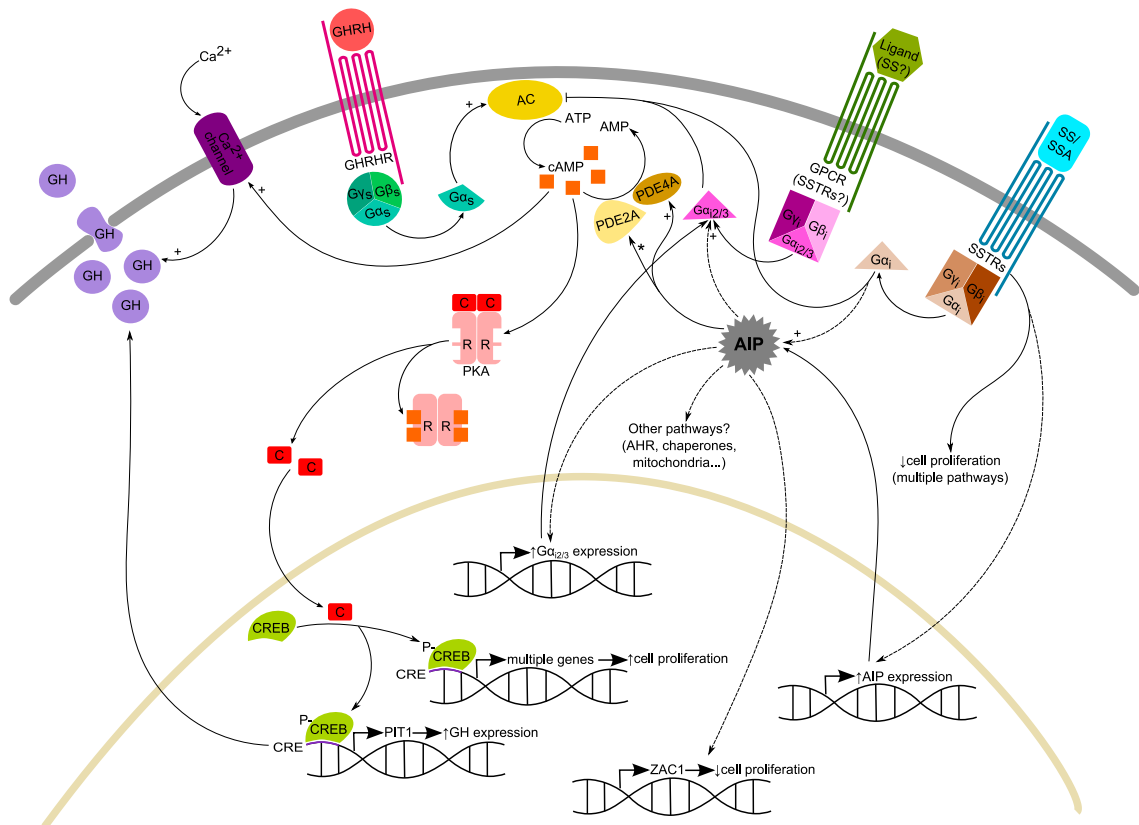 GHRH
Ca2+
Ligand
(SS?)
SS/
SSA
AC
+
ATP
AMP
cAMP
Ca2+
channel
GHRHR
GPCR
(SSTRs?)
SSTRs
GH
GH
GH
GH
GH
+
+
Gγs
Gβs
Gαs
Gαs
PDE4A
PDE2A
+
*
Gαi2/3
+
Gγi
Gβi
Gαi2/3
Gαi
Gγi
Gβi
Gαi
+
AIP
C
C
R
R
PKA
R
R
Other pathways?
(AHR, chaperones,
mitochondria...)
↓cell proliferation
(multiple pathways)
C
C
↑Gαi2/3 expression
C
CREB
P-
CREB
CRE
multiple genes
↑cell proliferation
↑AIP expression
P-
CREB
CRE
PIT1
↑GH expression
ZAC1
↓cell proliferation